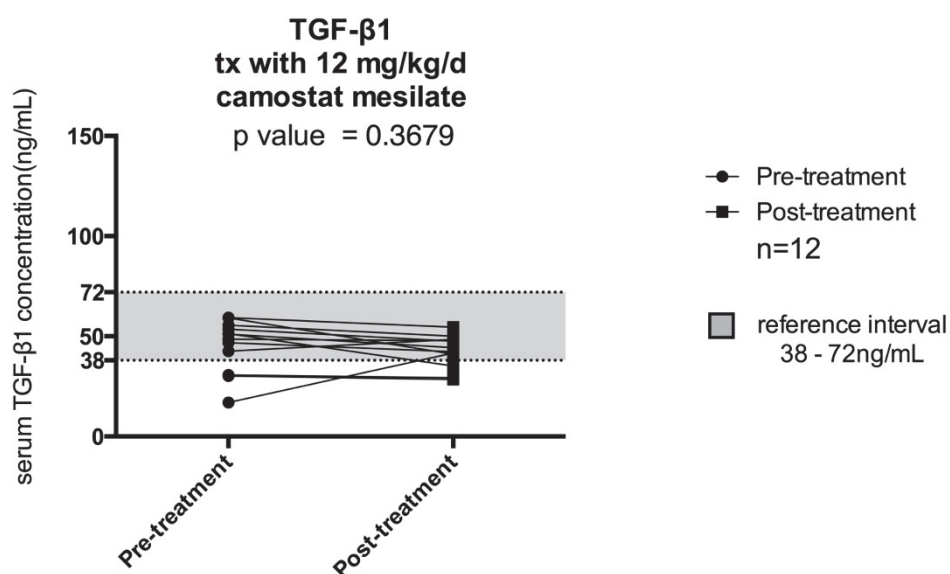 TGF-β1
tx with 12 mg/kg/d
camostat mesilate
p value = 0.3679
serum TGF-β1 concentration(ng/mL)
150
100
72
50
38
0
Pre-treatment
Post-treatment
Pre-treatment
Post-treatment
n=12
reference interval
38 - 72ng/mL